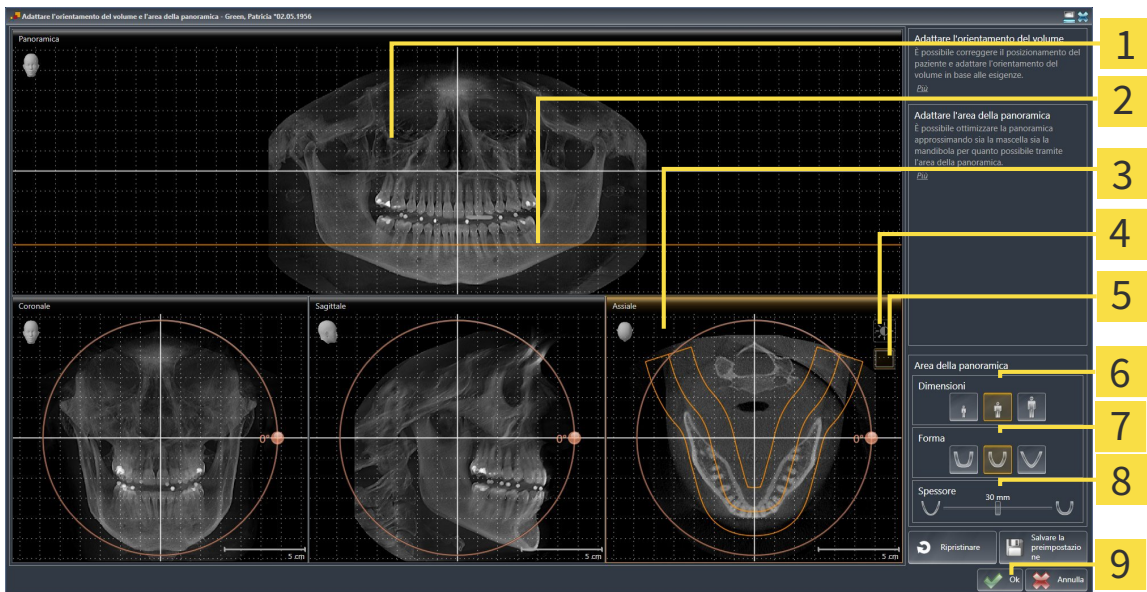 Adattare l'orientamento del volume e l'area della panoramica - Green, Patricia *02.05.1956
Panoramica
Adattare l'orientamento del volume
È possibile correggere il posizionamento del
paziente e adattare l'orientamento del
volume in base alle esigenze.
Più
Adattare l'area della panoramica
È possibile ottimizzare la panoramica
approssimando sia la mascella sia la
mandibola per quanto possibile tramite
l'area della panoramica.
Più
1
2
3
4
5
6
7
8
9
Coronale
0°
5 cm
Sagittale
0°
5 cm
Assiale
0°
5 cm
Area della panoramica
Dimensioni
Forma
Spessore
30 mm
Ripristinare
Salvare la
preimpostazio
ne
Ok
Annulla